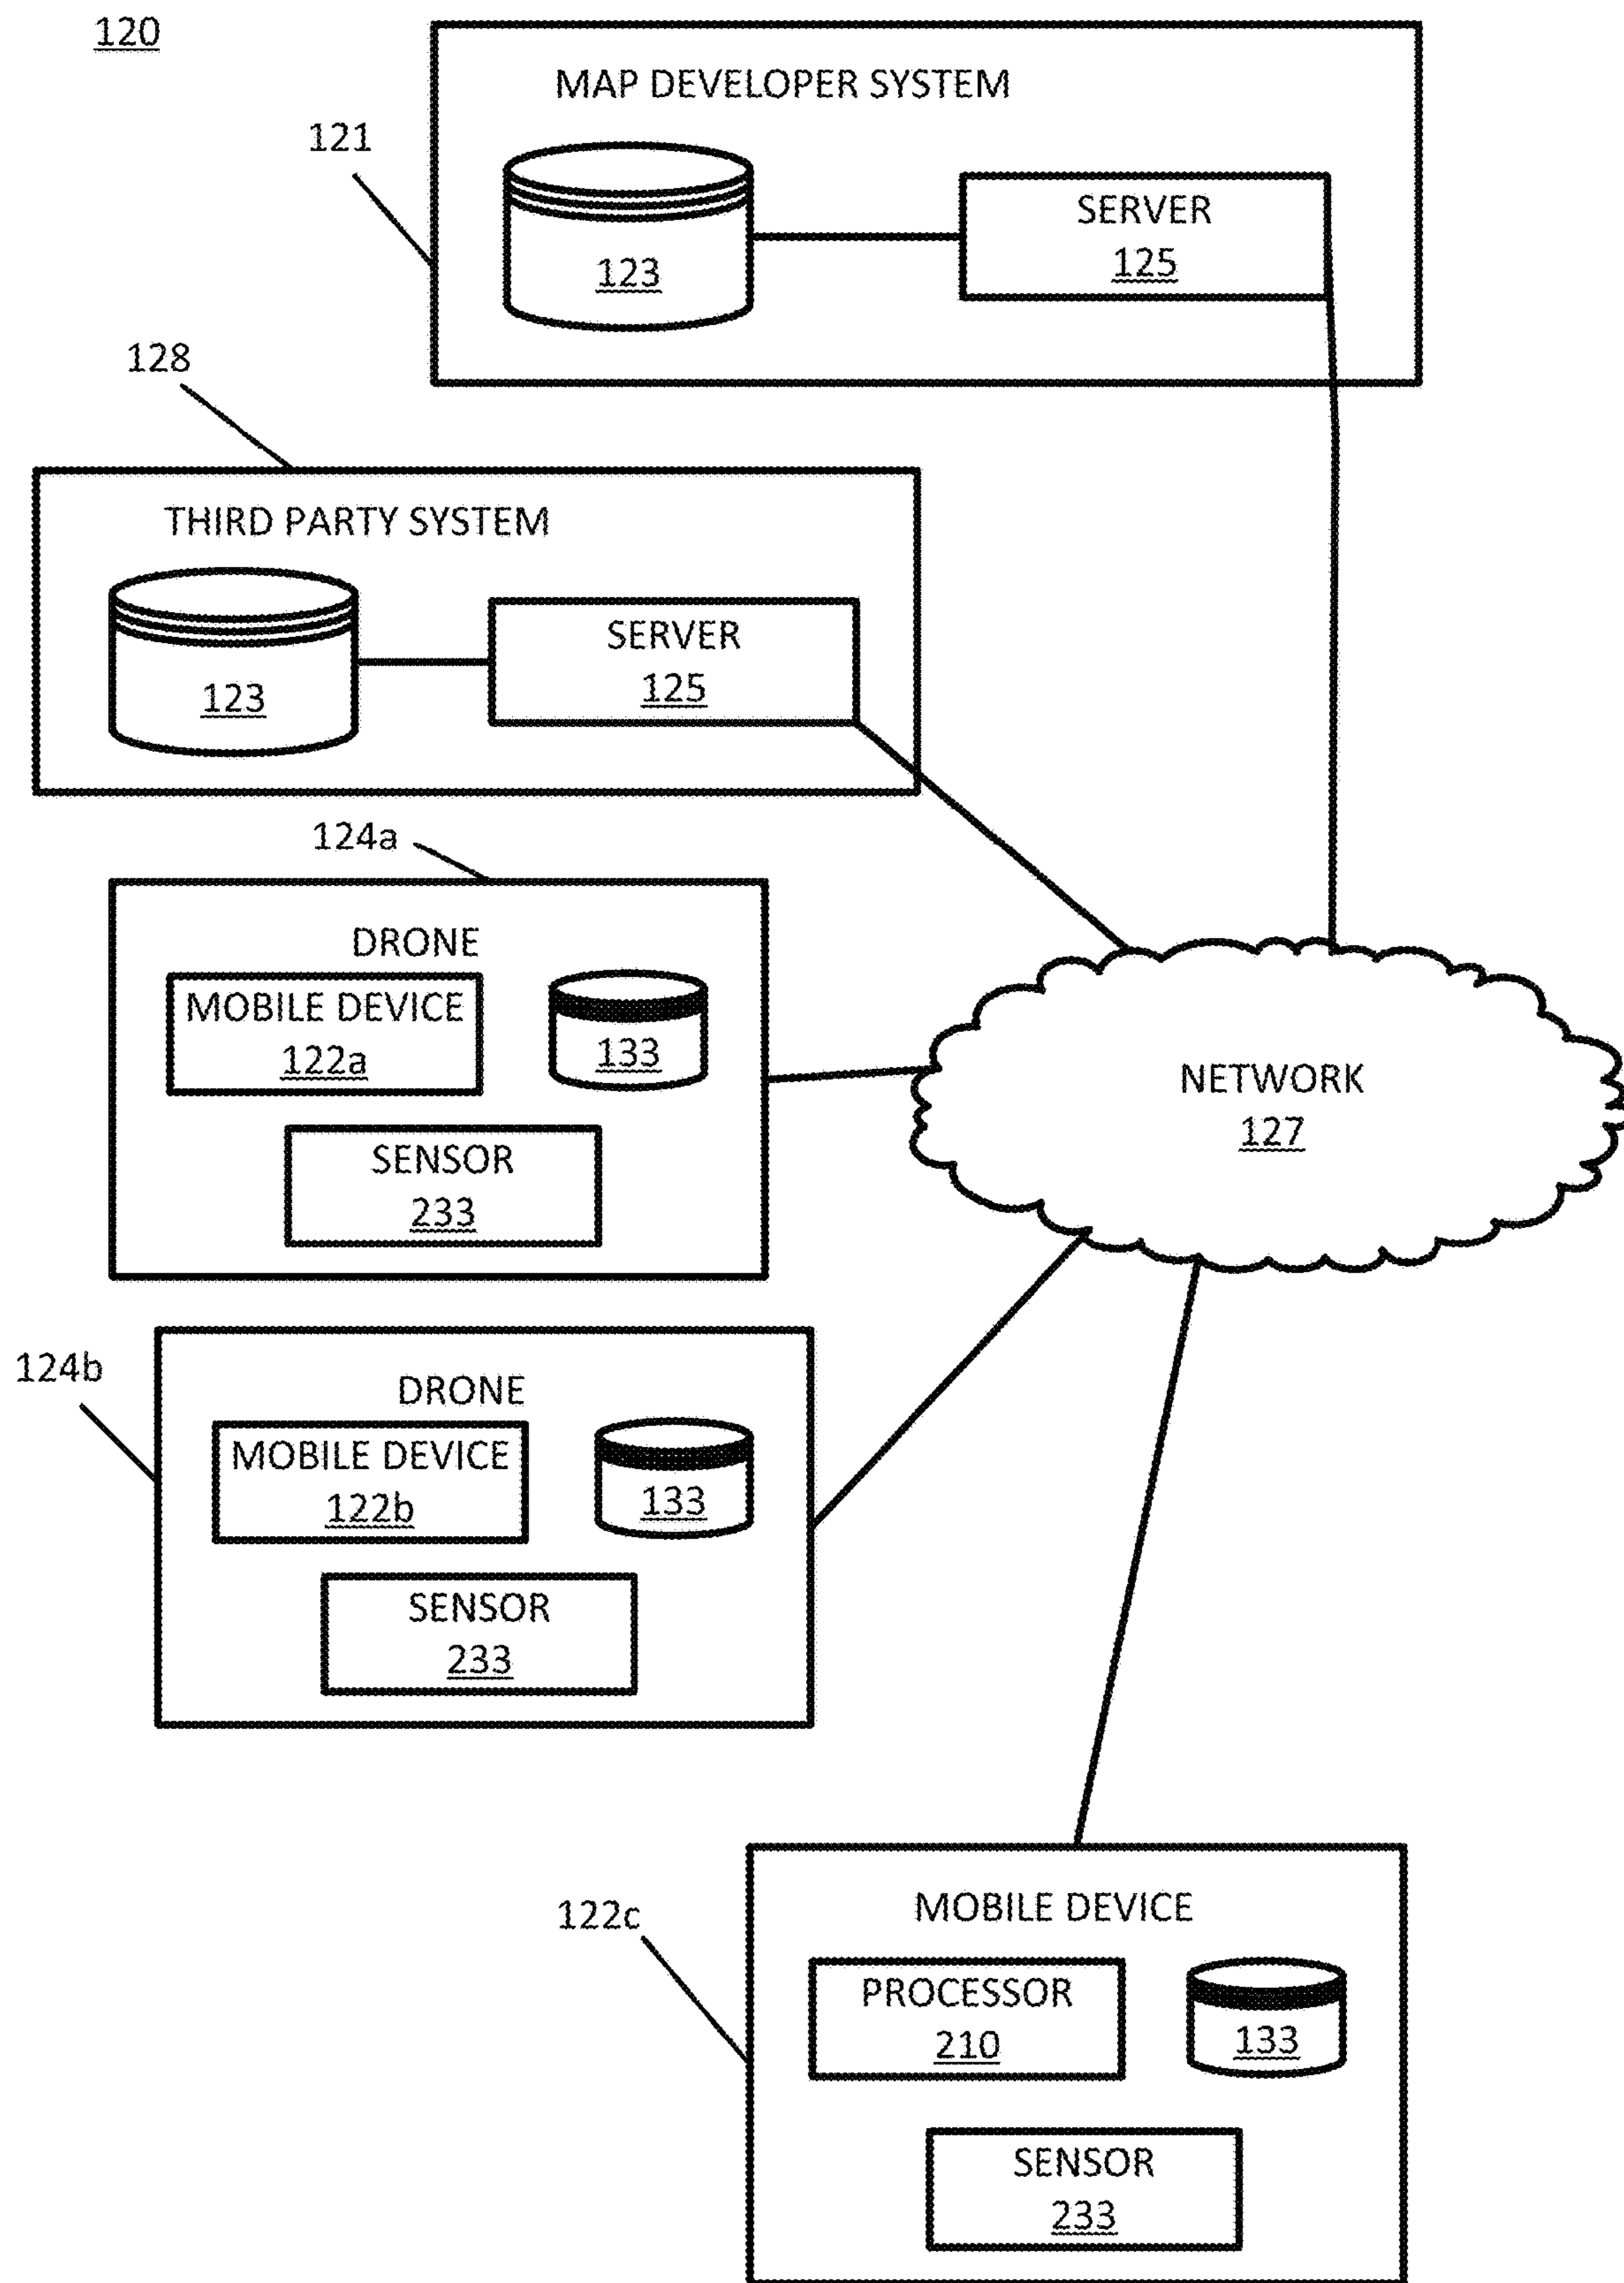 120
MAP DEVELOPER SYSTEM
121
SERVER
125
123
128
THIRD PARTY SYSTEM
SERVER
125
123
124a
DRONE
MOBILE DEVICE
122a
133
SENSOR
233
NETWORK
127
124b
DRONE
MOBILE DEVICE
122b
133
SENSOR
233
122c
MOBILE DEVICE
PROCESSOR
210
133
SENSOR
233